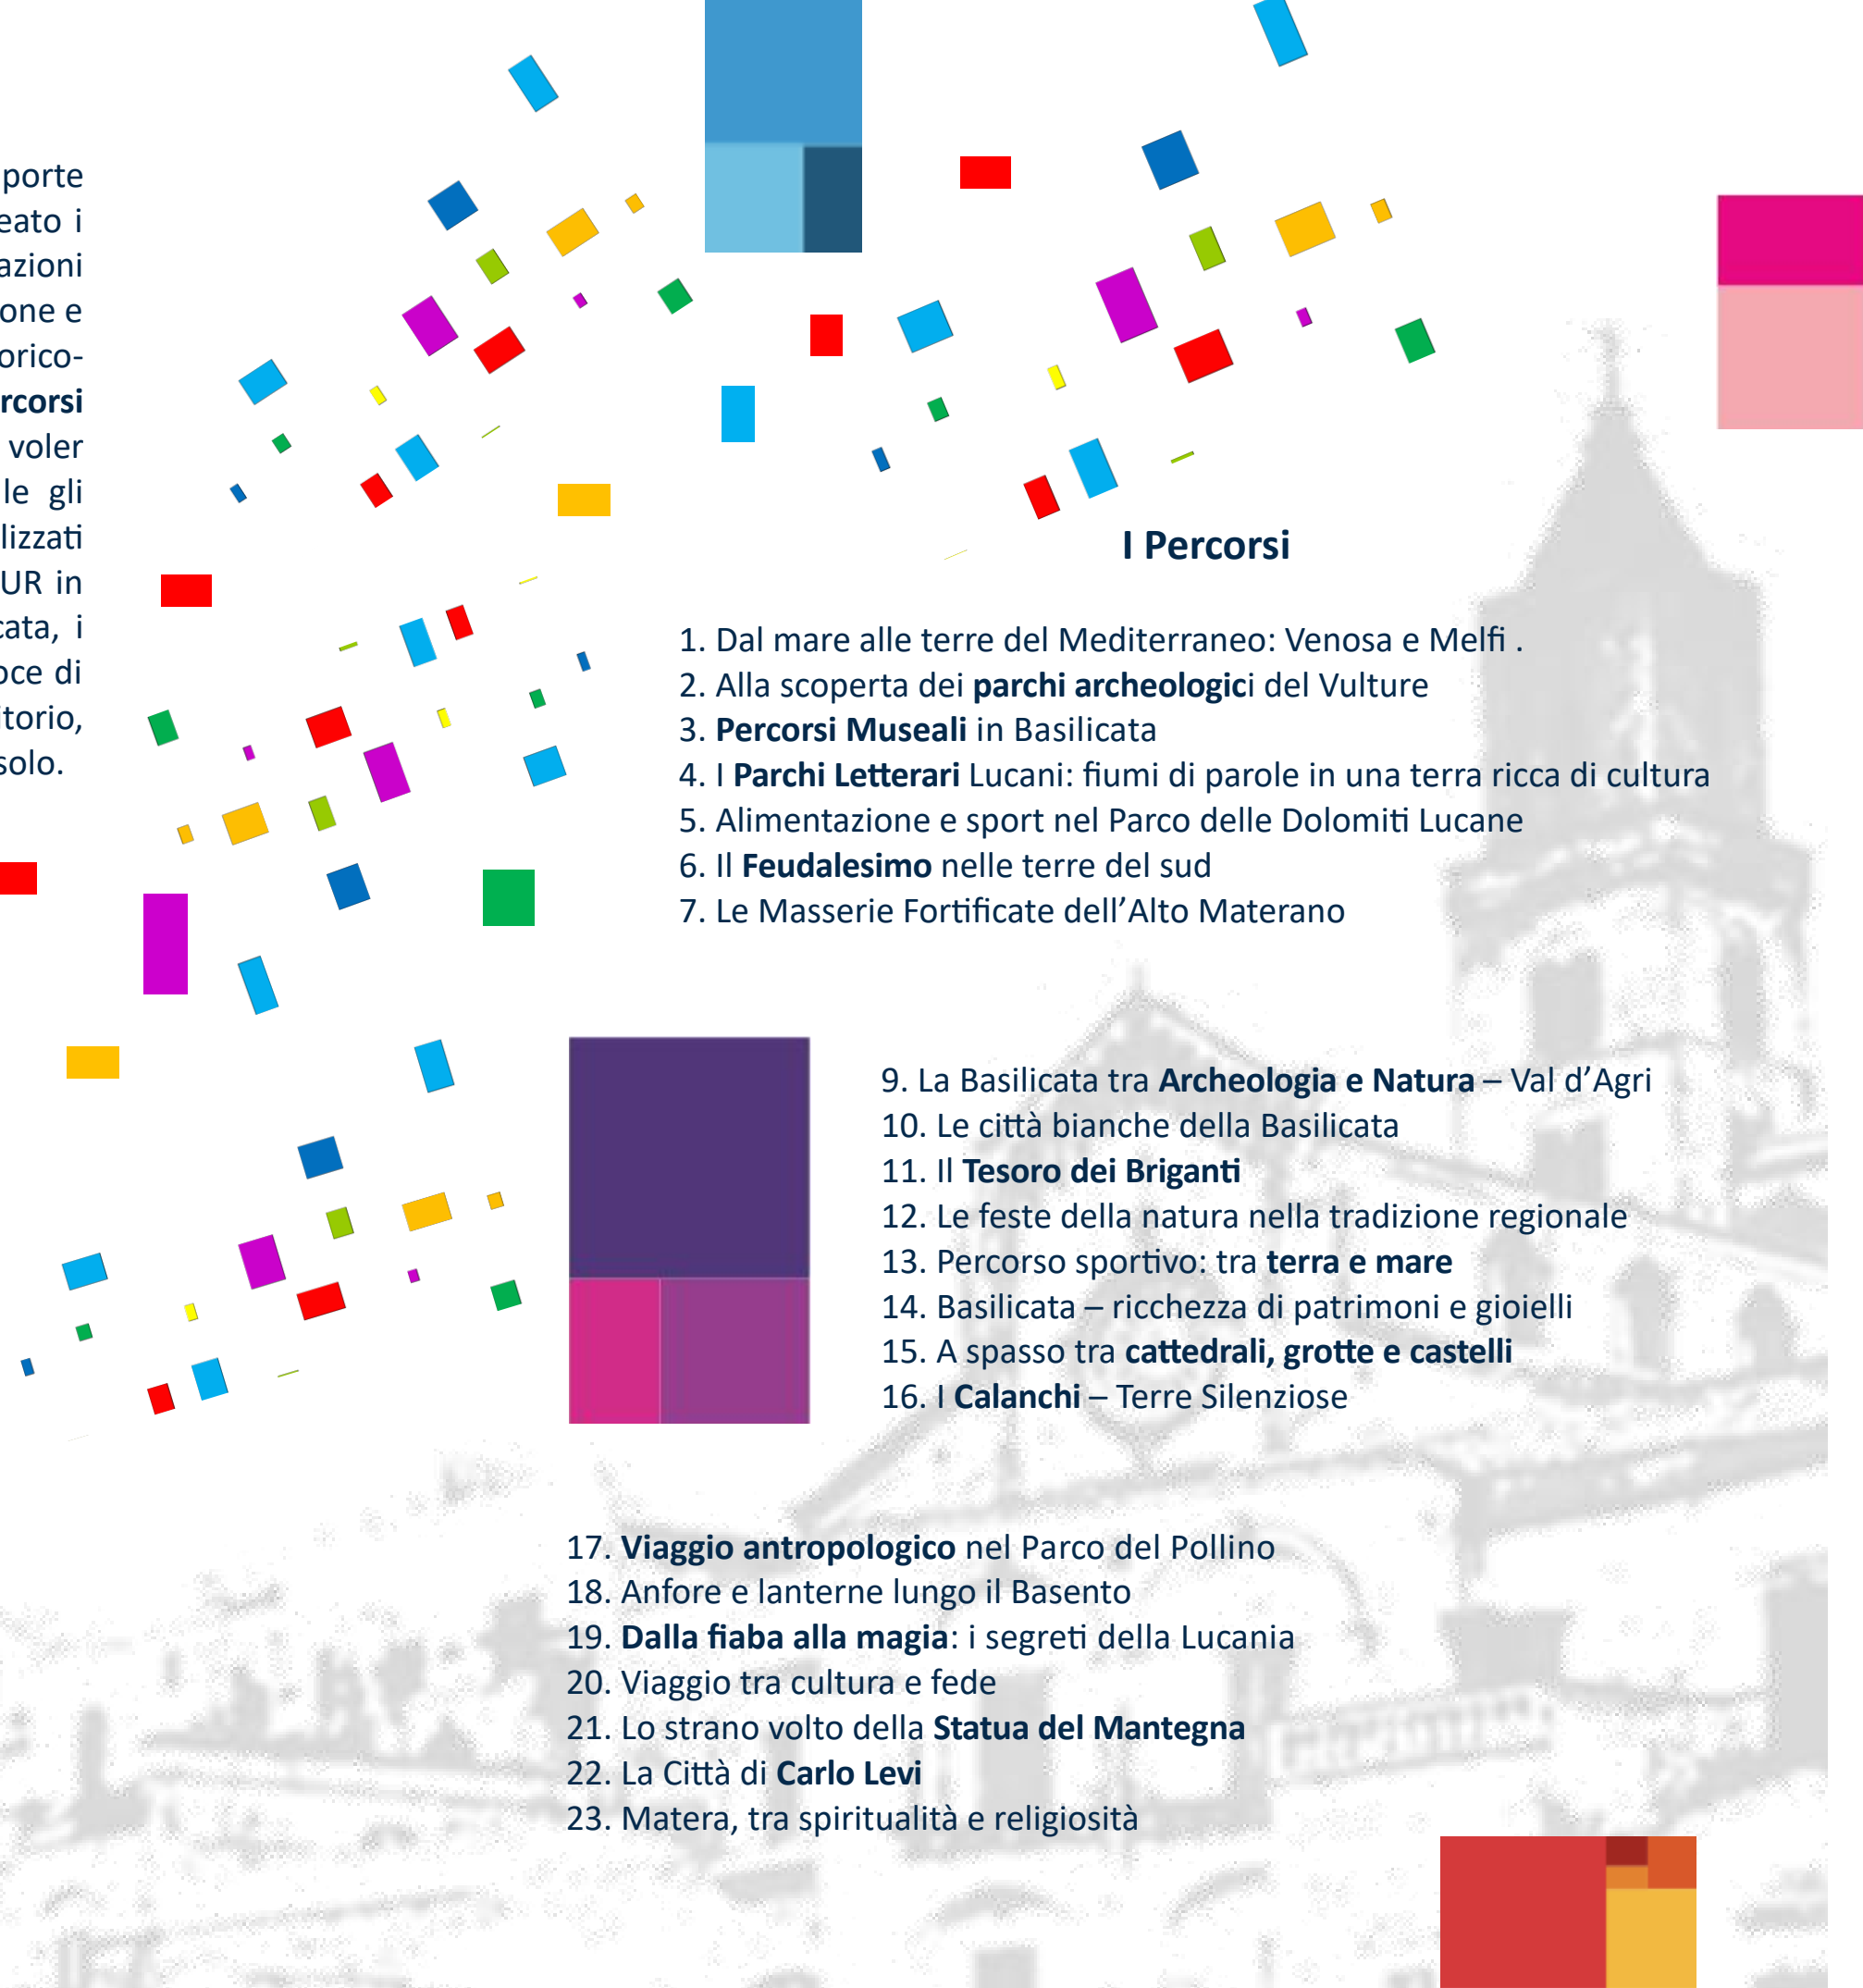 porte
eato i
azioni
one e
orico-
rcorsi
voler
le gli
lizzati
UR in
cata, i
oce di
itorio,
solo.
I Percorsi
1. Dal mare alle terre del Mediterraneo: Venosa e Melfi .
2. Alla scoperta dei parchi archeologici del Vulture
3. Percorsi Museali in Basilicata
4. I Parchi Letterari Lucani: fiumi di parole in una terra ricca di cultura
5. Alimentazione e sport nel Parco delle Dolomiti Lucane
6. Il Feudalesimo nelle terre del sud
7. Le Masserie Fortificate dell’Alto Materano
9. La Basilicata tra Archeologia e Natura – Val d’Agri
10. Le città bianche della Basilicata
11. Il Tesoro dei Briganti
12. Le feste della natura nella tradizione regionale
13. Percorso sportivo: tra terra e mare
14. Basilicata – ricchezza di patrimoni e gioielli
15. A spasso tra cattedrali, grotte e castelli
16. I Calanchi – Terre Silenziose
17. Viaggio antropologico nel Parco del Pollino
18. Anfore e lanterne lungo il Basento
19. Dalla fiaba alla magia: i segreti della Lucania
20. Viaggio tra cultura e fede
21. Lo strano volto della Statua del Mantegna
22. La Città di Carlo Levi
23. Matera, tra spiritualità e religiosità